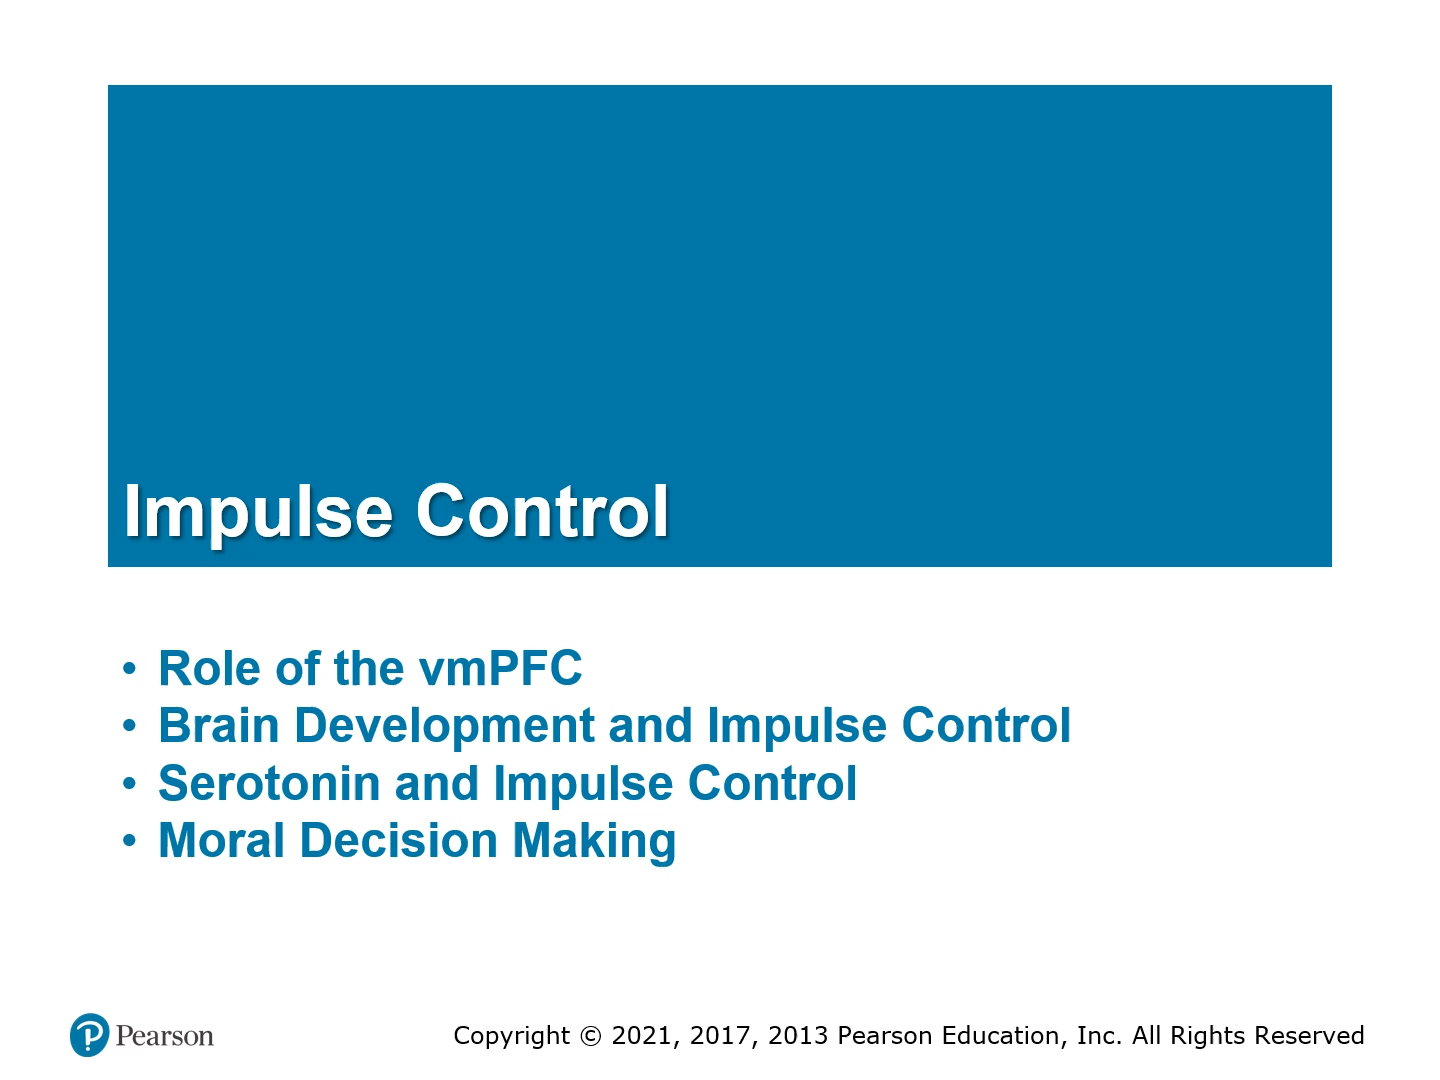 Impulse Control
• Role of the vmPFC
• Brain Development and Impulse Control
• Serotonin and Impulse Control
• Moral Decision Making
Pearson
Copyright © 2021, 2017, 2013 Pearson Education, Inc. All Rights Reserved